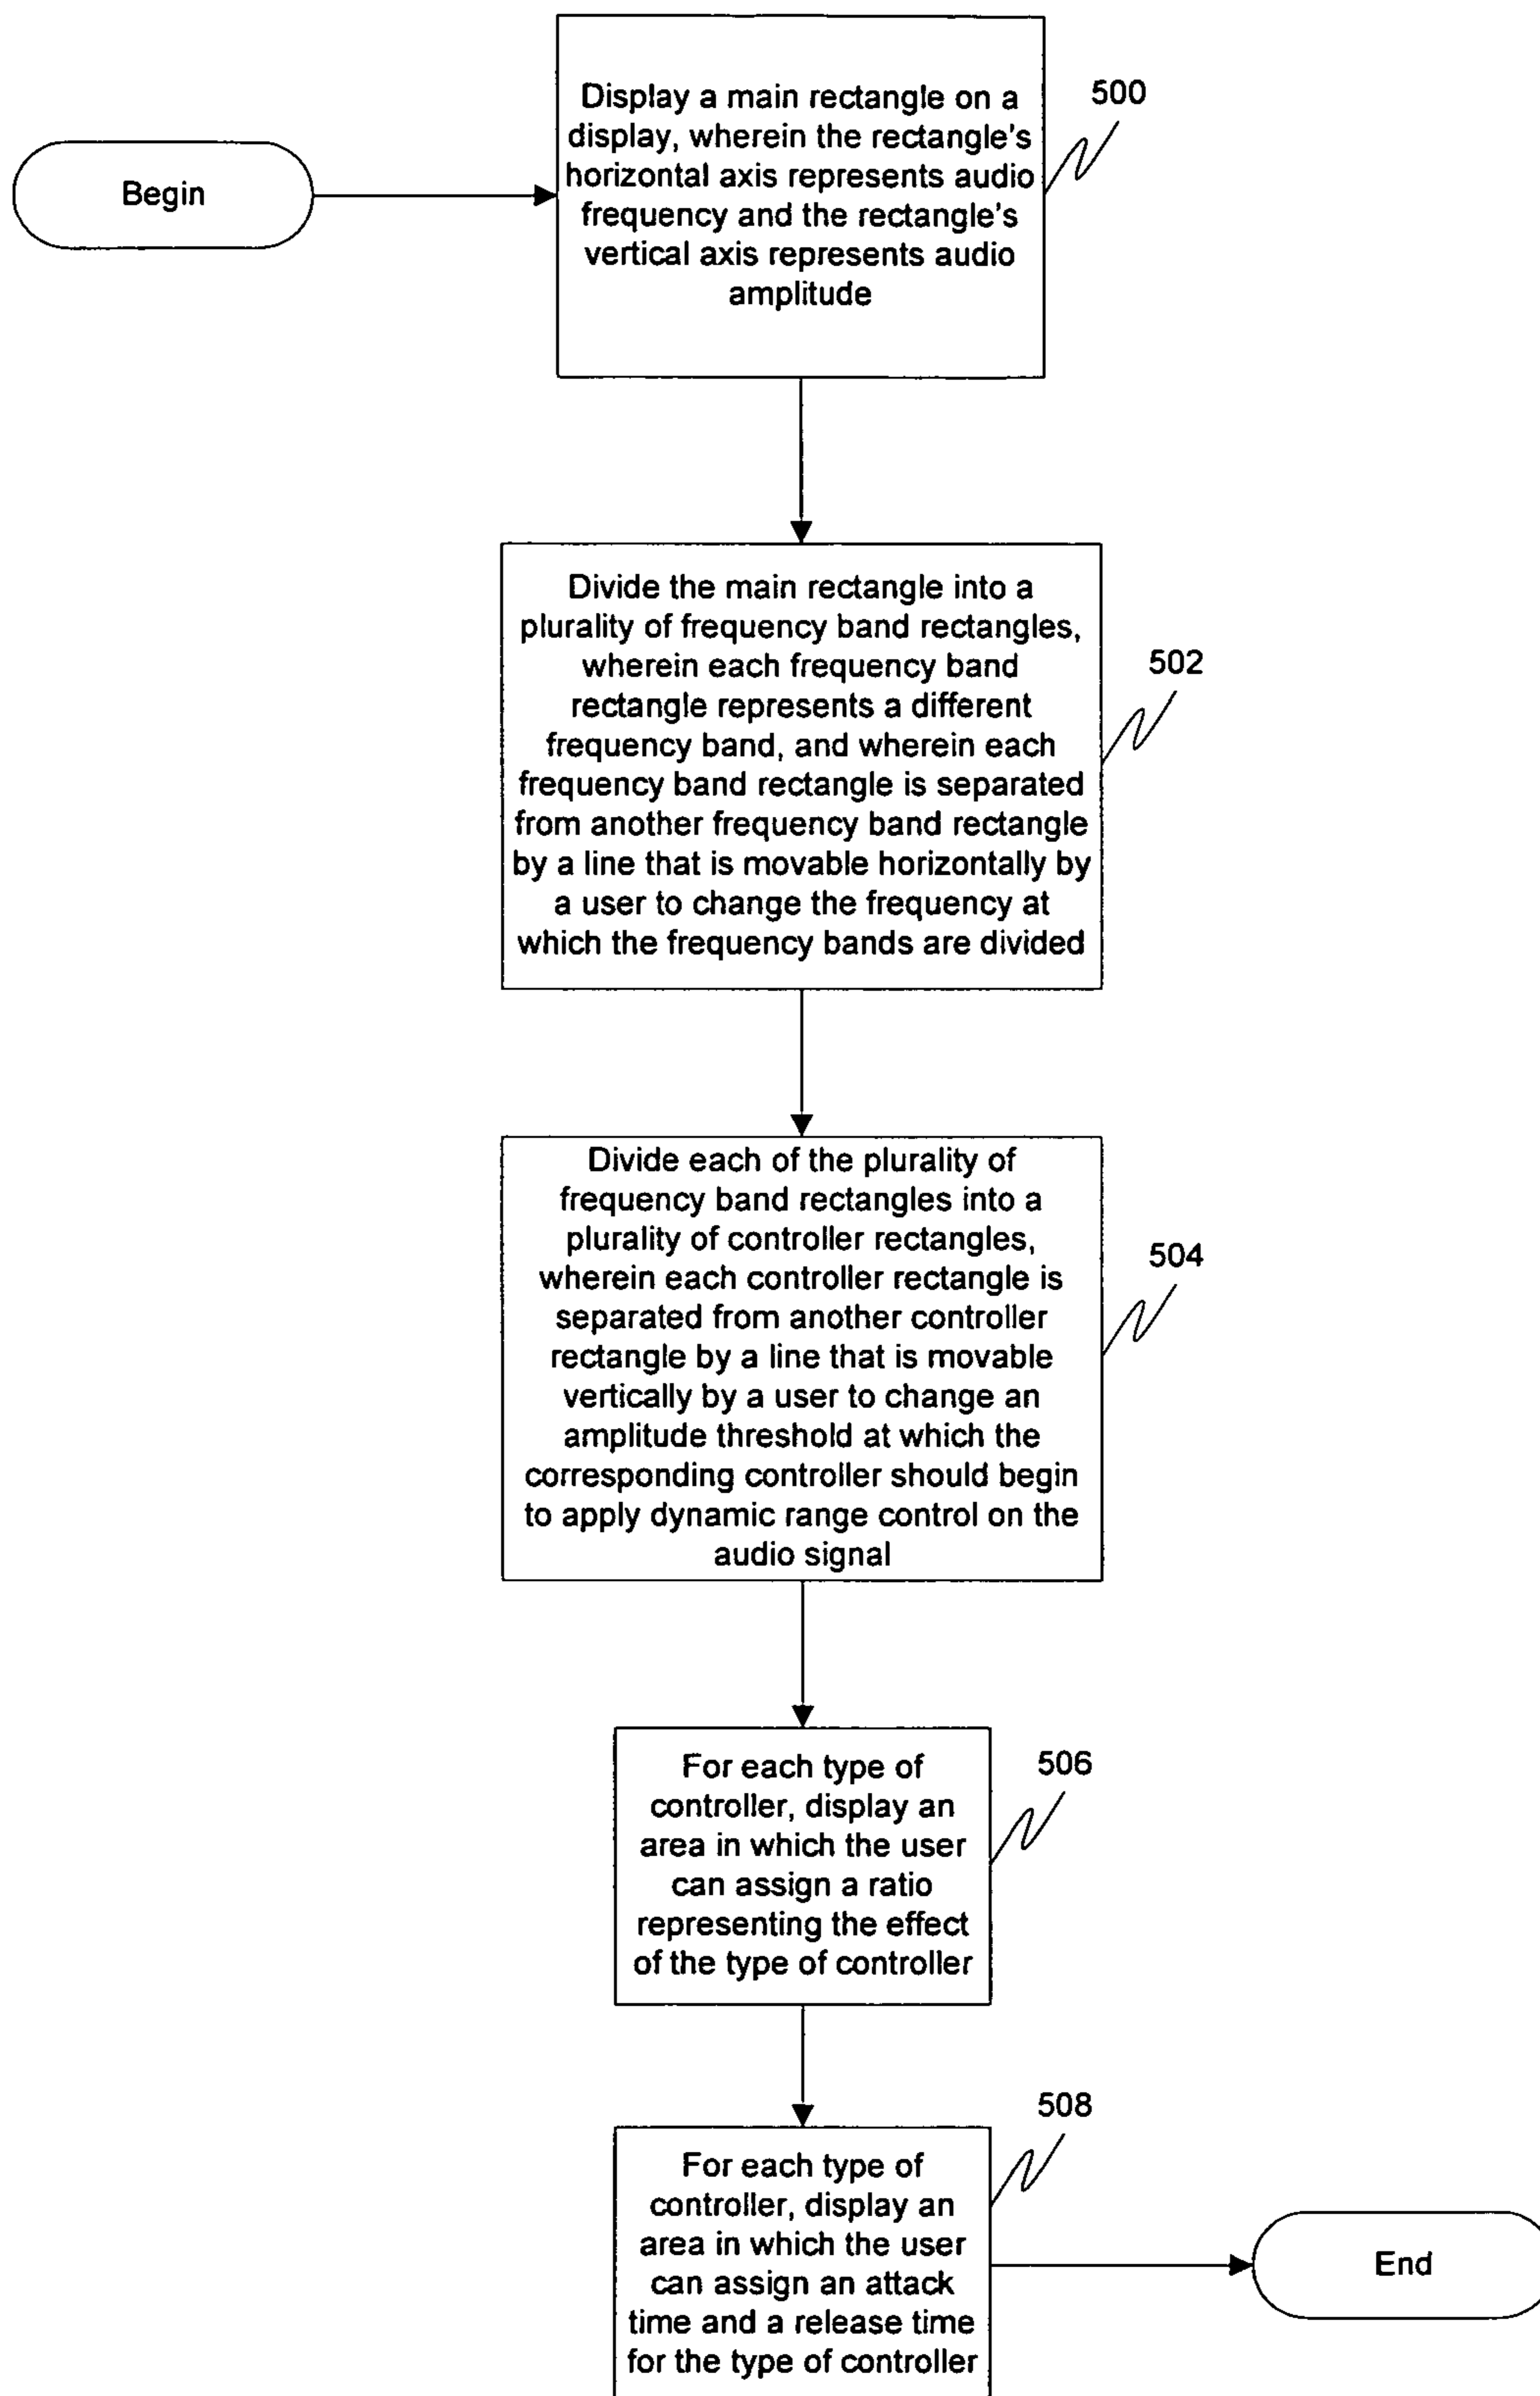 Begin
Display a main rectangle on a
display, wherein the rectangle's
horizontal axis represents audio
frequency and the rectangle's
vertical axis represents audio
amplitude
500
Divide the main rectangle into a
plurality of frequency band rectangles,
wherein each frequency band
rectangle represents a different
frequency band, and wherein each
frequency band rectangle is separated
from another frequency band rectangle
by a line that is movable horizontally by
a user to change the frequency at
which the frequency bands are divided
502
Divide each of the plurality of
frequency band rectangles into a
plurality of controller rectangles,
wherein each controller rectangle is
separated from another controller
rectangle by a line that is movable
vertically by a user to change an
amplitude threshold at which the
corresponding controller should begin
to apply dynamic range control on the
audio signal
504
For each type of
controller, display an
area in which the user
can assign a ratio
representing the effect
of the type of controller
506
For each type of
controller, display an
area in which the user
can assign an attack
time and a release time
for the type of controller
508
End